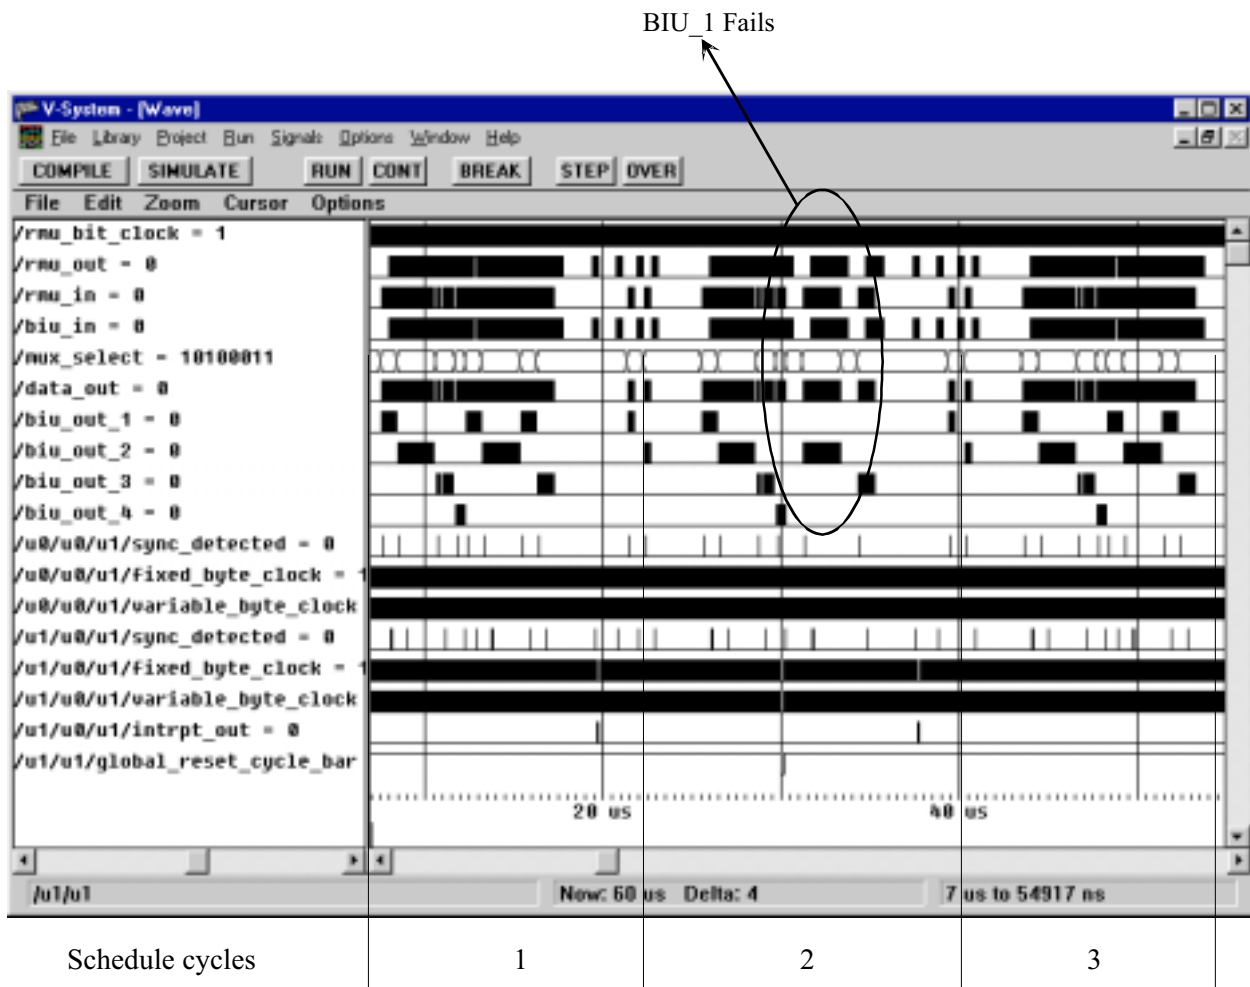 BIU_1 Fails
V-System - [Wave]
File Library Project Run Signals Options Window Help
COMPILE SIMULATE RUN CONT BREAK STEP OVER
File Edit Zoom Cursor Options
/rmu_bit_clock = 1
/rmu_out = 0
/rmu_in = 0
/biu_in = 0
/mux_select = 10100011
/data_out = 0
/biu_out_1 = 0
/biu_out_2 = 0
/biu_out_3 = 0
/biu_out_4 = 0
/u0/u0/u1/sync_detected = 0
/u0/u0/u1/fixed_byte_clock = 1
/u0/u0/u1/variable_byte_clock
/u1/u0/u1/sync_detected = 0
/u1/u0/u1/fixed_byte_clock = 1
/u1/u0/u1/variable_byte_clock
/u1/u0/u1/intrpt_out = 0
/u1/u1/global_reset_cycle_bar
20 us 40 us
/u1/u1 Now: 60 us Delta: 4 7 us to 54917 ns
Schedule cycles 1 2 3